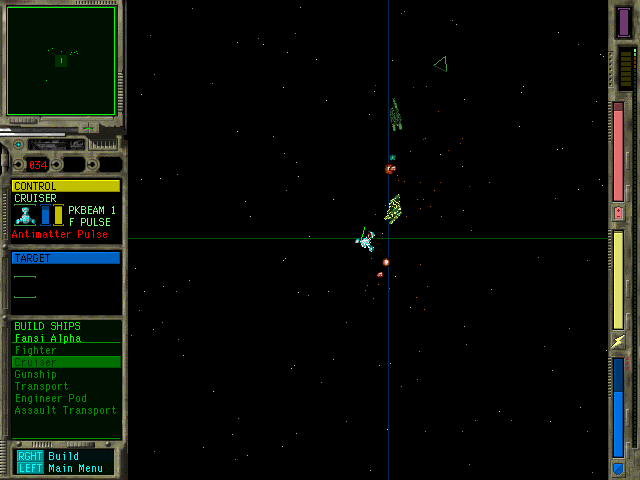 034
CONTROL
CRUISER
PKBEAM 1
F PULSE
Antimatter Pulse
TARGET
BUILD SHIPS
Fansi Alpha
Fighter
Cruiser
Gunship
Transport
Engineer Pod
Assault Transport
RGHT Build
LEFT Main Menu